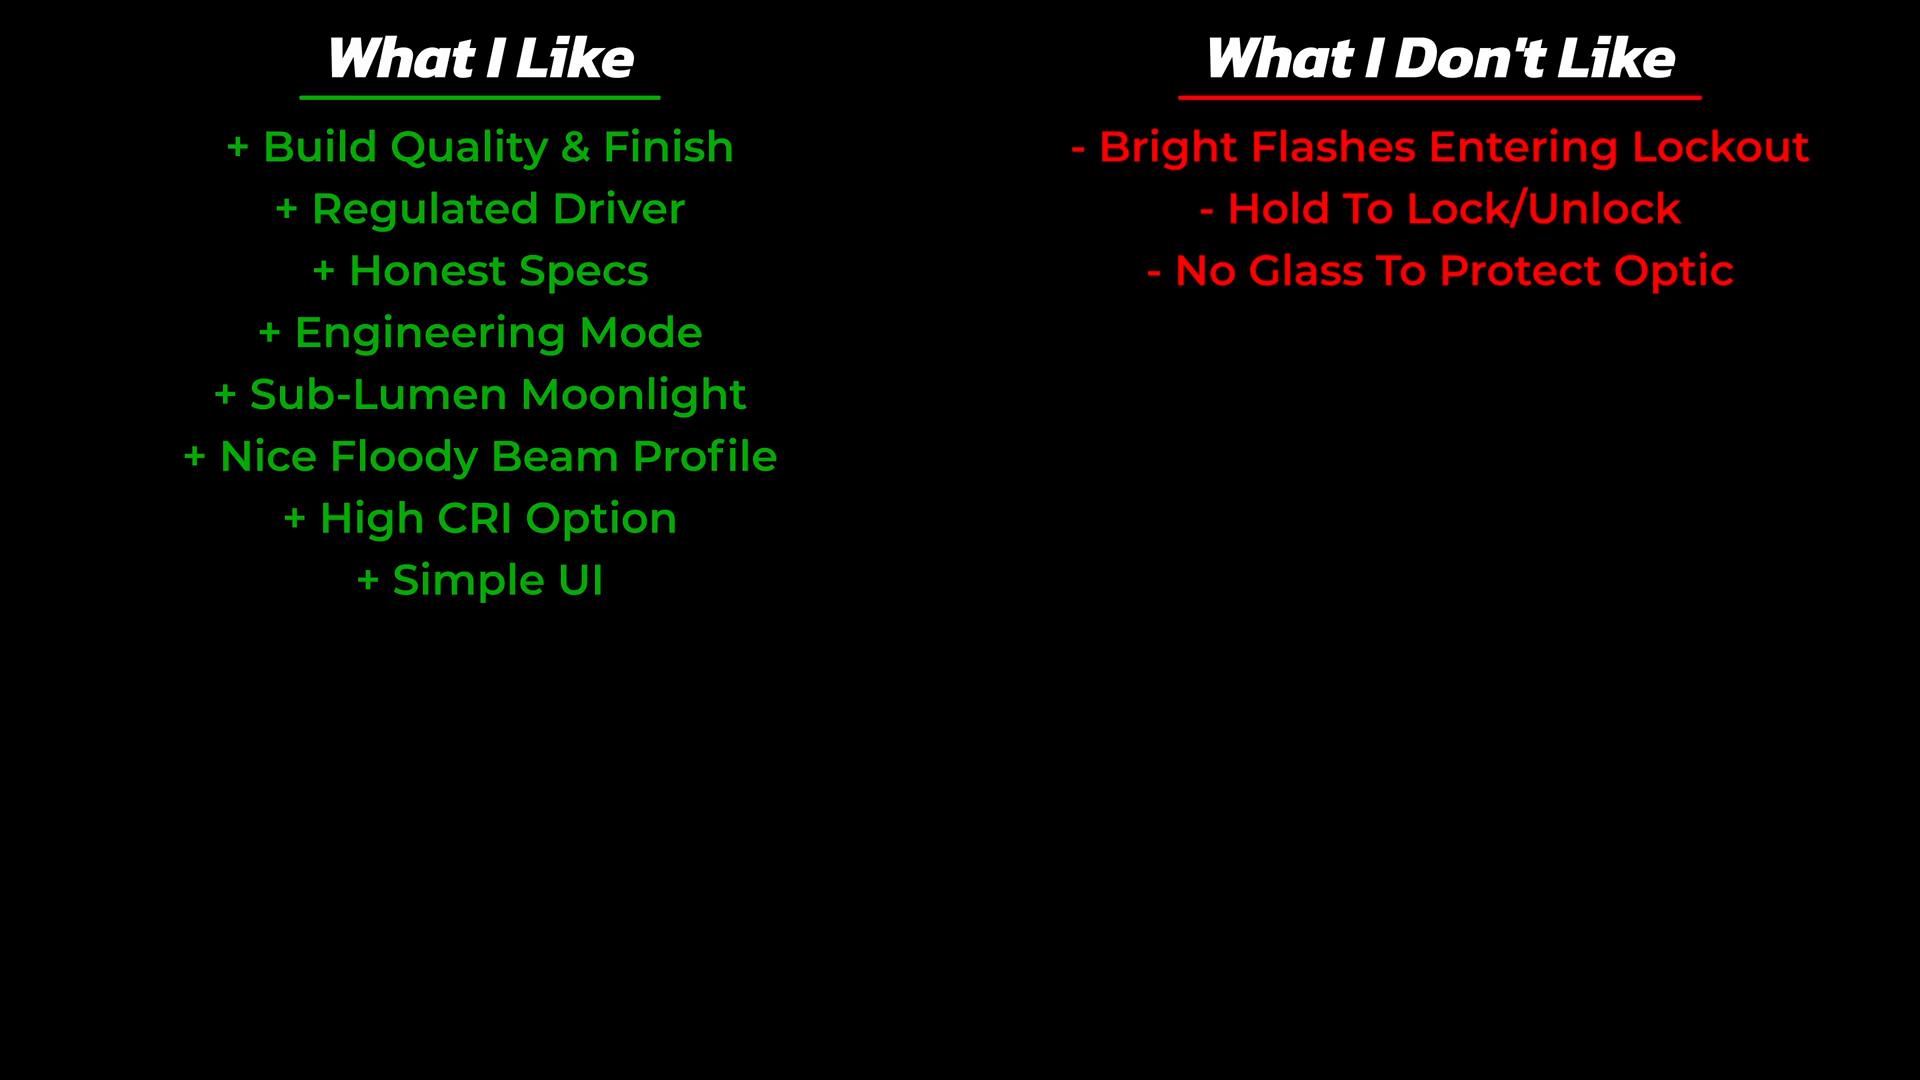 What I Like
+ Build Quality & Finish
+ Regulated Driver
+ Honest Specs
+ Engineering Mode
+ Sub-Lumen Moonlight
+ Nice Floody Beam Profile
+ High CRI Option
+ Simple UI
What I Don't Like
- Bright Flashes Entering Lockout
- Hold To Lock/Unlock
- No Glass To Protect Optic